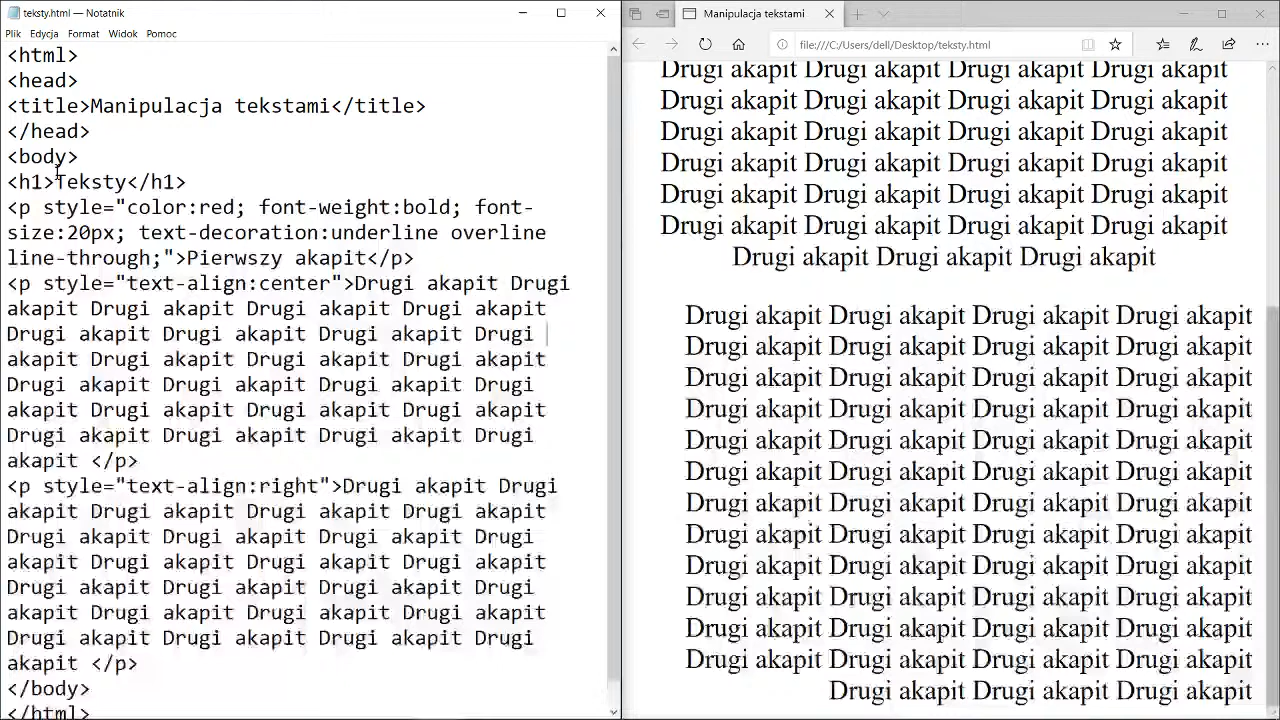 teksty.html — Notatnik
Plik Edycja Format Widok Pomoc
<html>
<head>
<title>Manipulacja tekstami</title>
</head>
<body>
<h1>Teksty</h1>
<p style="color:red; font-weight:bold; font-
size:20px; text-decoration:underline overline
line-through;">Pierwszy akapit</p>
<p style="text-align:center">Drugi akapit Drugi
akapit Drugi akapit Drugi akapit Drugi akapit
Drugi akapit Drugi akapit Drugi akapit Drugi
akapit Drugi akapit Drugi akapit Drugi akapit
Drugi akapit Drugi akapit Drugi akapit Drugi
akapit Drugi akapit Drugi akapit Drugi akapit
Drugi akapit Drugi akapit Drugi akapit Drugi
akapit </p>
<p style="text-align:right">Drugi akapit Drugi
akapit Drugi akapit Drugi akapit Drugi akapit
Drugi akapit Drugi akapit Drugi akapit Drugi
akapit Drugi akapit Drugi akapit Drugi akapit
Drugi akapit Drugi akapit Drugi akapit Drugi
akapit Drugi akapit Drugi akapit Drugi akapit
Drugi akapit Drugi akapit Drugi akapit Drugi
akapit </p>
</body>
</html>
Manipulacja tekstami
file:///C:/Users/dell/Desktop/teksty.html
Drugi akapit Drugi akapit Drugi akapit Drugi akapit
Drugi akapit Drugi akapit Drugi akapit Drugi akapit
Drugi akapit Drugi akapit Drugi akapit Drugi akapit
Drugi akapit Drugi akapit Drugi akapit Drugi akapit
Drugi akapit Drugi akapit Drugi akapit Drugi akapit
Drugi akapit Drugi akapit Drugi akapit Drugi akapit
Drugi akapit Drugi akapit Drugi akapit
Drugi akapit Drugi akapit Drugi akapit Drugi akapit
Drugi akapit Drugi akapit Drugi akapit Drugi akapit
Drugi akapit Drugi akapit Drugi akapit Drugi akapit
Drugi akapit Drugi akapit Drugi akapit Drugi akapit
Drugi akapit Drugi akapit Drugi akapit Drugi akapit
Drugi akapit Drugi akapit Drugi akapit Drugi akapit
Drugi akapit Drugi akapit Drugi akapit Drugi akapit
Drugi akapit Drugi akapit Drugi akapit Drugi akapit
Drugi akapit Drugi akapit Drugi akapit Drugi akapit
Drugi akapit Drugi akapit Drugi akapit Drugi akapit
Drugi akapit Drugi akapit Drugi akapit Drugi akapit
Drugi akapit Drugi akapit Drugi akapit Drugi akapit
Drugi akapit Drugi akapit Drugi akapit